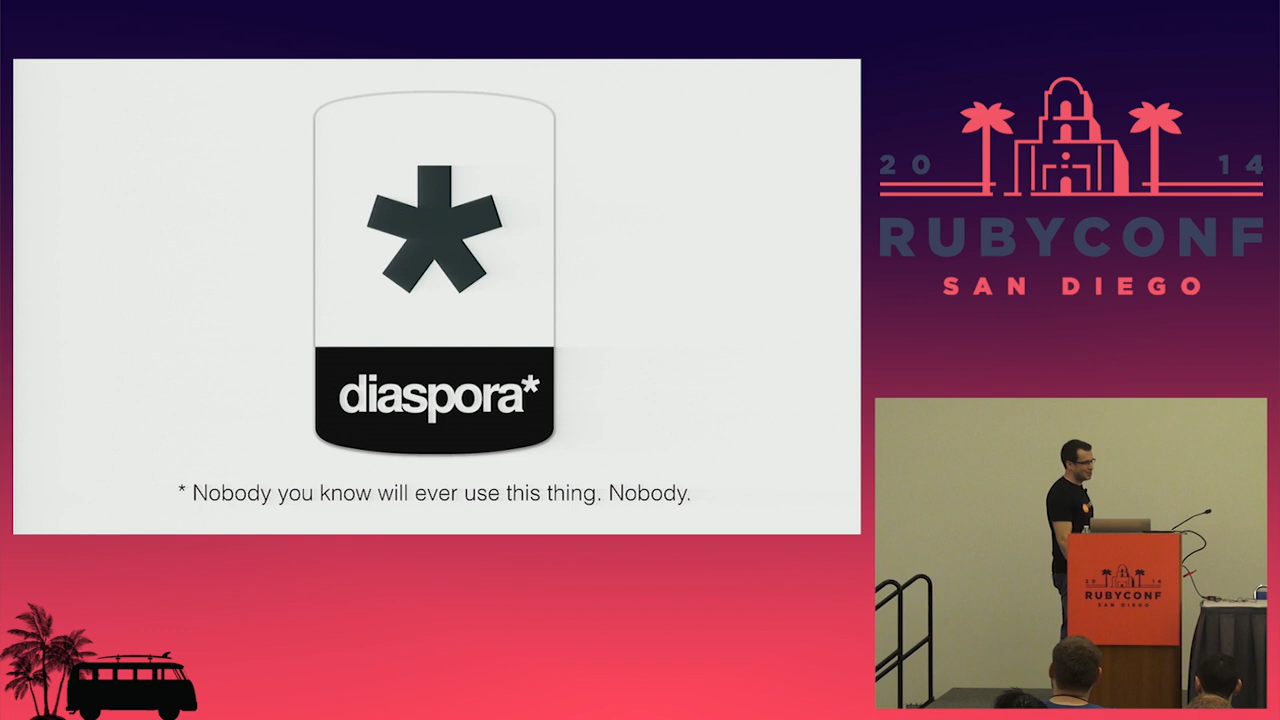 diaspora*
* Nobody you know will ever use this thing. Nobody.
20 14
RUBYCONF
SAN DIEGO
20 14
RUBYCONF
SAN DIEGO